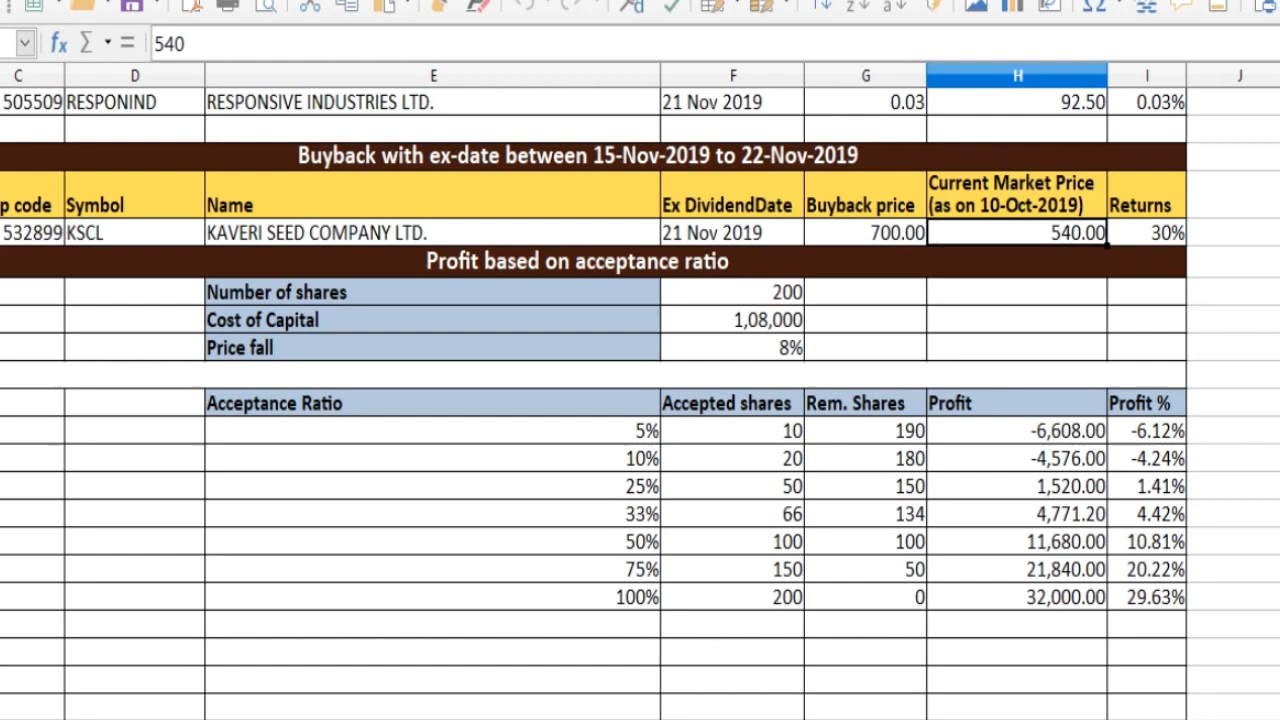 540
C D E F G H I J
505509 RESPONIND RESPONSIVE INDUSTRIES LTD. 21 Nov 2019 0.03 92.50 0.03%
Buyback with ex-date between 15-Nov-2019 to 22-Nov-2019
p code Symbol Name Ex DividendDate Buyback price Current Market Price
(as on 10-Oct-2019) Returns
532899 KSCL KAVERI SEED COMPANY LTD. 21 Nov 2019 700.00 540.00 30%
Profit based on acceptance ratio
Number of shares 200
Cost of Capital 1,08,000
Price fall 8%
Acceptance Ratio Accepted shares Rem. Shares Profit Profit %
5% 10 190 -6,608.00 -6.12%
10% 20 180 -4,576.00 -4.24%
25% 50 150 1,520.00 1.41%
33% 66 134 4,771.20 4.42%
50% 100 100 11,680.00 10.81%
75% 150 50 21,840.00 20.22%
100% 200 0 32,000.00 29.63%